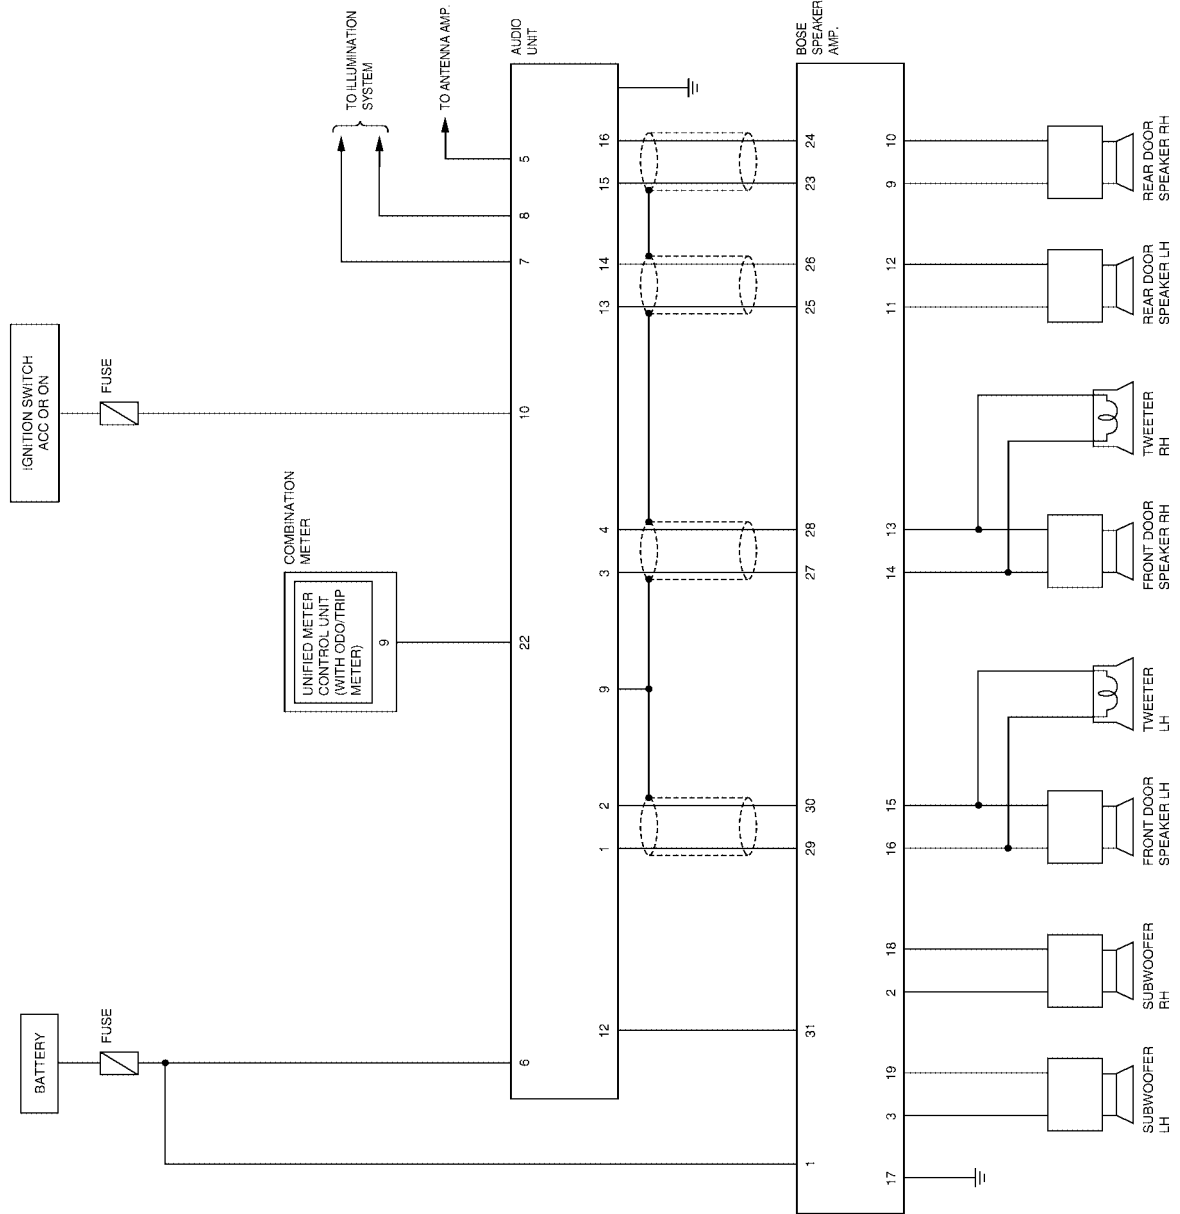 BATTERY
FUSE
IGNITION SWITCH
ACC OR ON
FUSE
COMBINATION
METER
UNIFIED METER
CONTROL UNIT
(WITH ODO/TRIP
METER)
9
TO ILLUMINATION
SYSTEM
TO ANTENNA AMP.
AUDIO
UNIT
6
22
10
7
8
5
12
1
2
9
3
4
13
14
15
16
BOSE
SPEAKER
AMP.
1
31
29
30
27
28
25
26
23
24
17
3
19
2
18
16
15
14
13
11
12
9
10
SUBWOOFER
LH
SUBWOOFER
RH
FRONT DOOR
SPEAKER LH
TWEETER
LH
FRONT DOOR
SPEAKER RH
TWEETER
RH
REAR DOOR
SPEAKER LH
REAR DOOR
SPEAKER RH